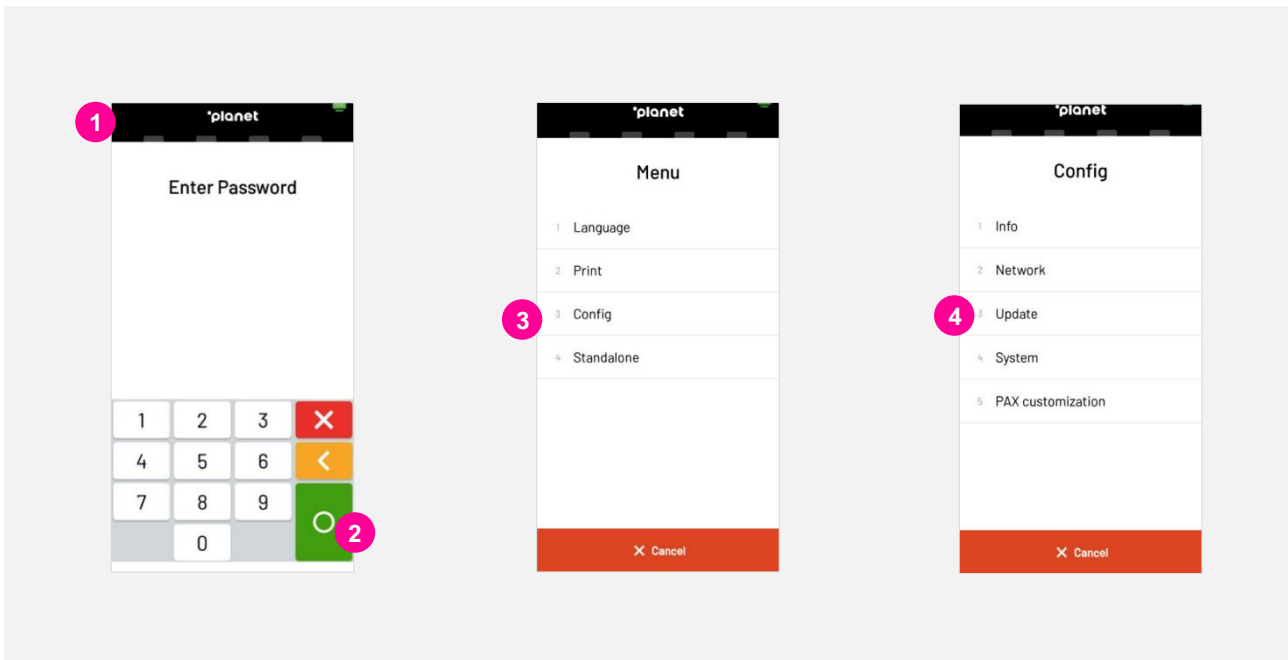 1
planet
Enter Password
1 2 3
4 5 6
7 8 9
0
2
planet
Menu
1 Language
2 Print
3
3 Config
4 Standalone
Cancel
planet
Config
1 Info
2 Network
4
3 Update
4 System
5 PAX customization
Cancel